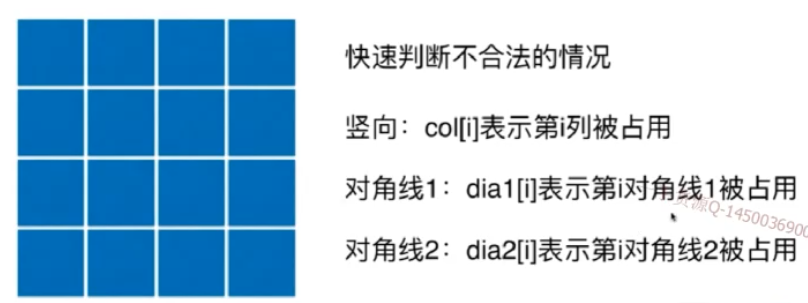 快速判断不合法的情况
竖向：col[i]表示第i列被占用
对角线1：dia1[i]表示第i对角线1被占用
源Q-1450036900
对角线2：dia2[i]表示第i对角线2被占用